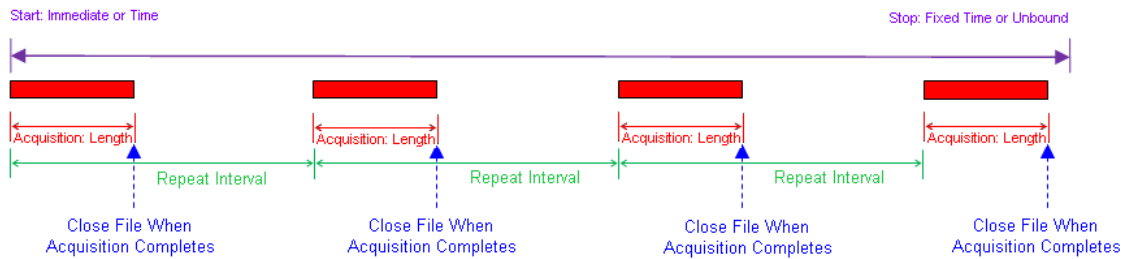 Start: Immediate or Time
Stop: Fixed Time or Unbound
Acquisition: Length
Acquisition: Length
Acquisition: Length
Acquisition: Length
Repeat Interval
Repeat Interval
Repeat Interval
Close File When
Acquisition Completes
Close File When
Acquisition Completes
Close File When
Acquisition Completes
Close File When
Acquisition Completes